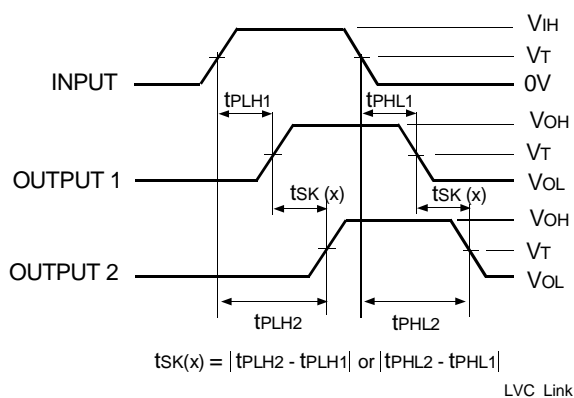 VIH
VT
0V
INPUT
tPLH1
tPHL1
VOH
VT
VOL
OUTPUT 1
tSK (x)
tSK (x)
VOH
VT
VOL
OUTPUT 2
tPLH2
tPHL2
tSK(x) = |tPLH2 - tPLH1| or |tPHL2 - tPHL1|
LVC Link